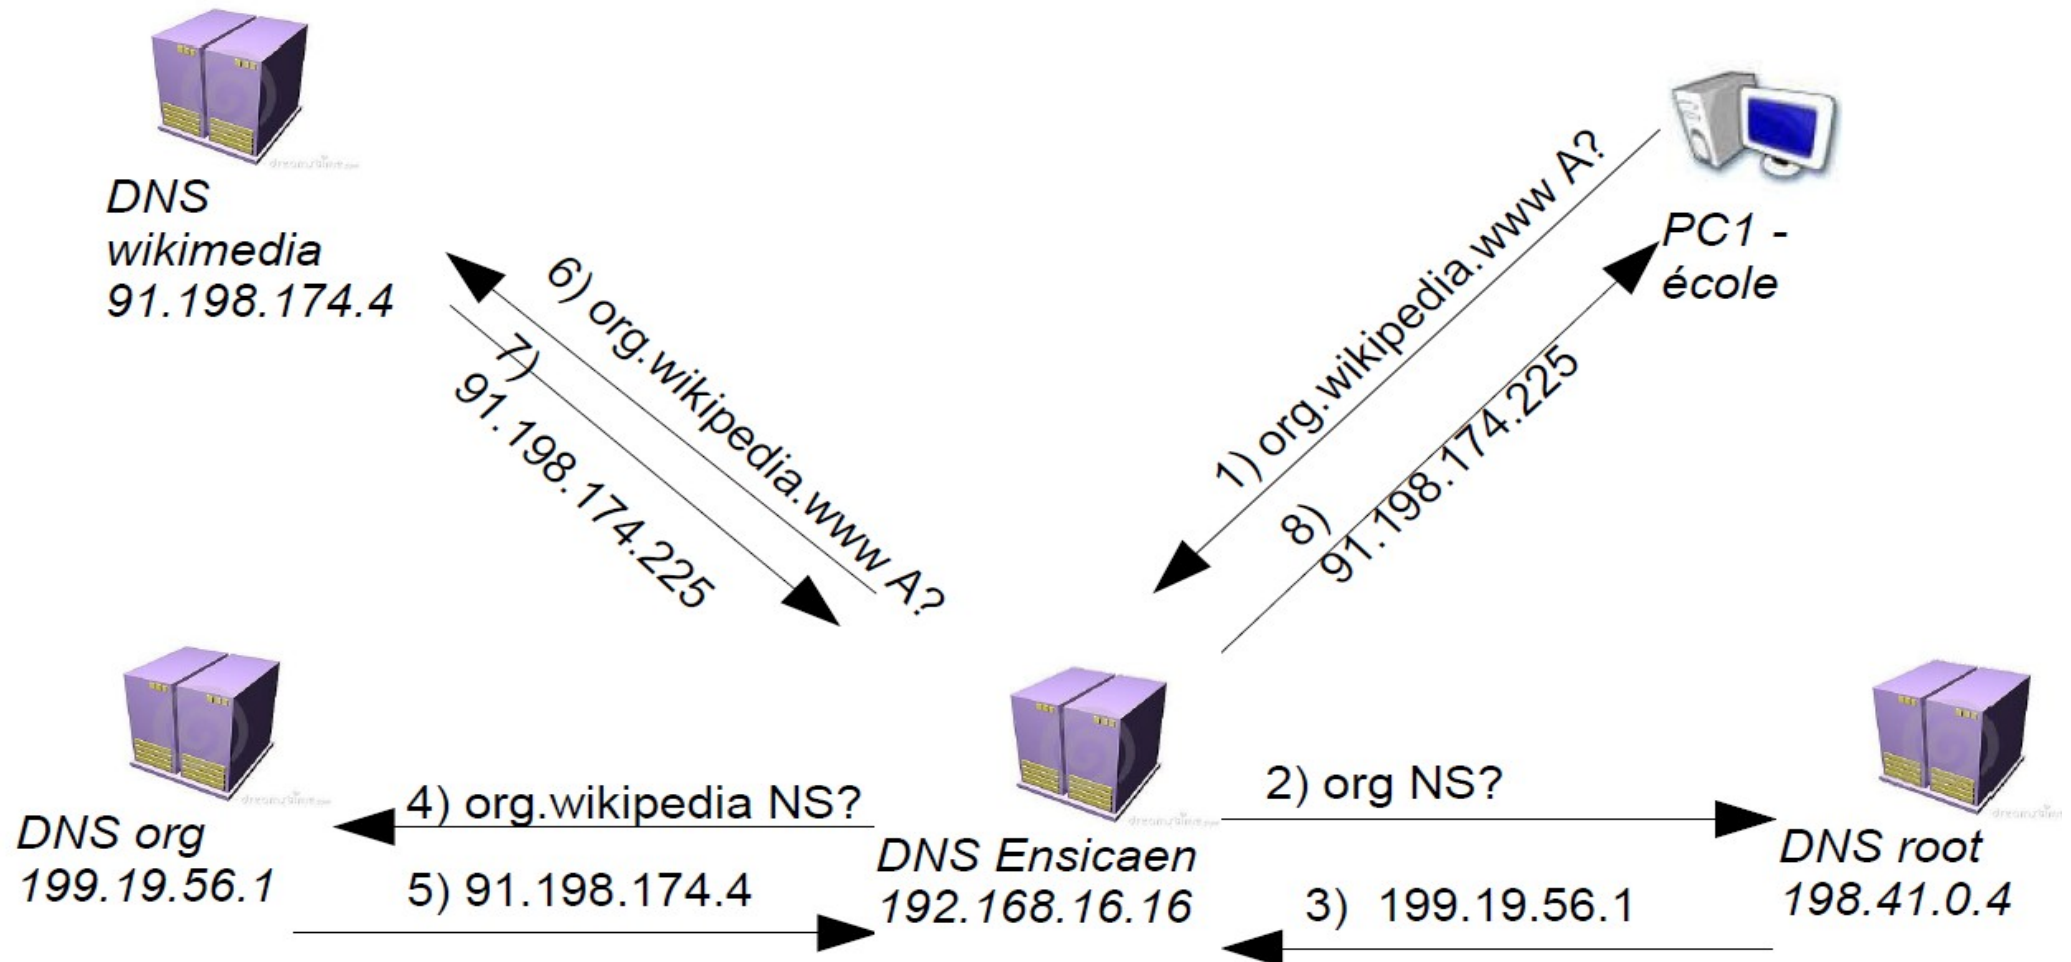 DNS
wikimedia
91.198.174.4
PC1 -
école
1) org.wikipedia.www A?
8)
91.198.174.225
6) org.wikipedia.www A?
7)
91.198.174.225
DNS org
199.19.56.1
4) org.wikipedia NS?
5) 91.198.174.4
DNS Ensicaen
192.168.16.16
2) org NS?
3) 199.19.56.1
DNS root
198.41.0.4